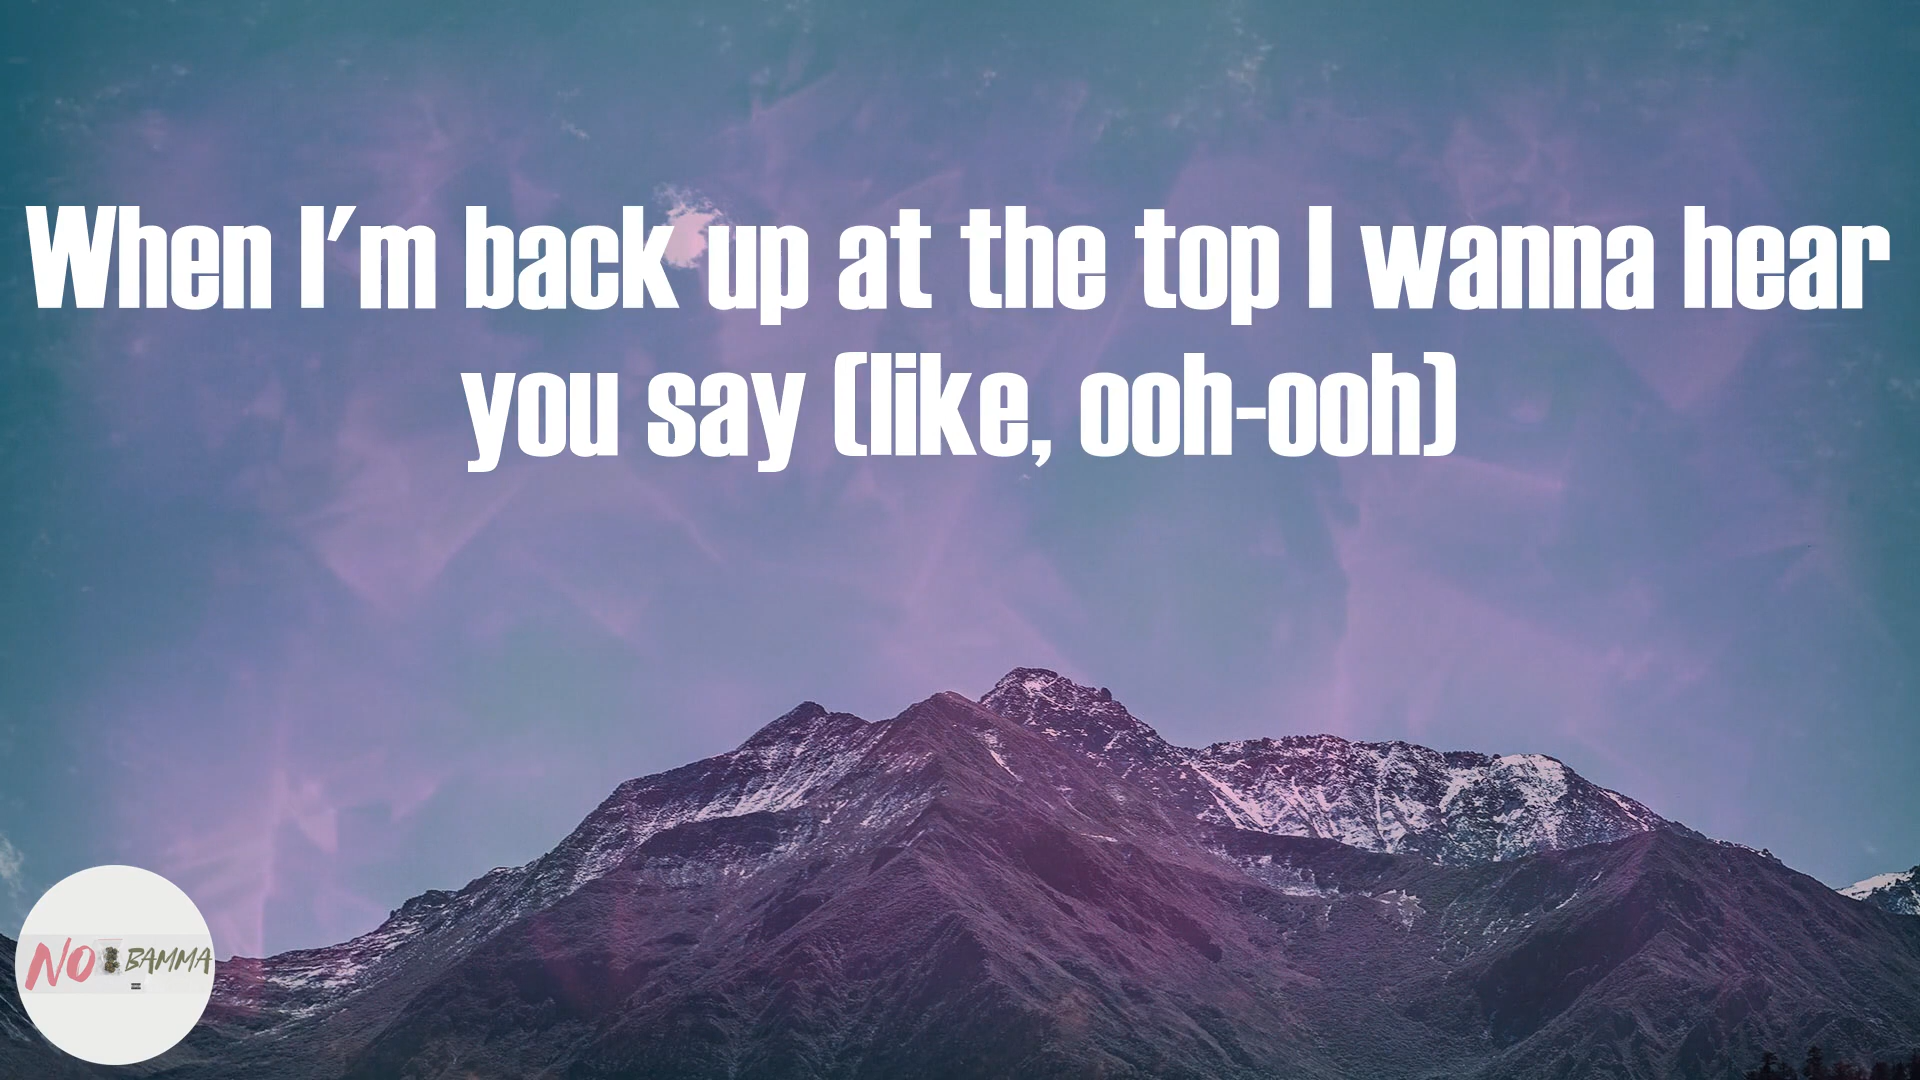 When I'm back up at the top I wanna hear
you say (like, ooh-ooh)
NO BAMMA